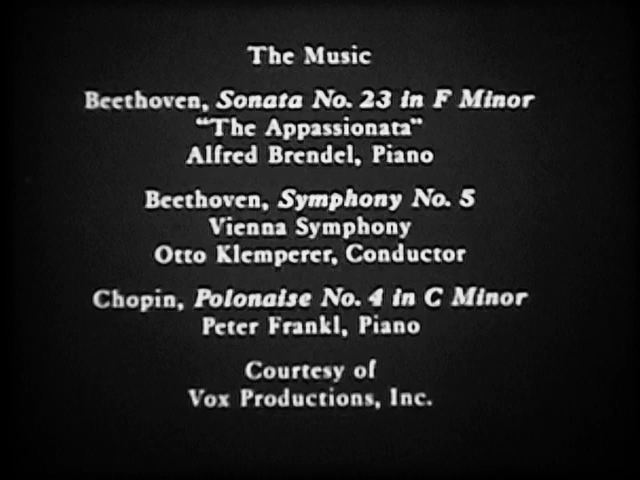 The Music
Beethoven, Sonata No. 23 in F Minor
"The Appassionata"
Alfred Brendel, Piano
Beethoven, Symphony No. 5
Vienna Symphony
Otto Klemperer, Conductor
Chopin, Polonaise No. 4 in C Minor
Peter Frankl, Piano
Courtesy of
Vox Productions, Inc.